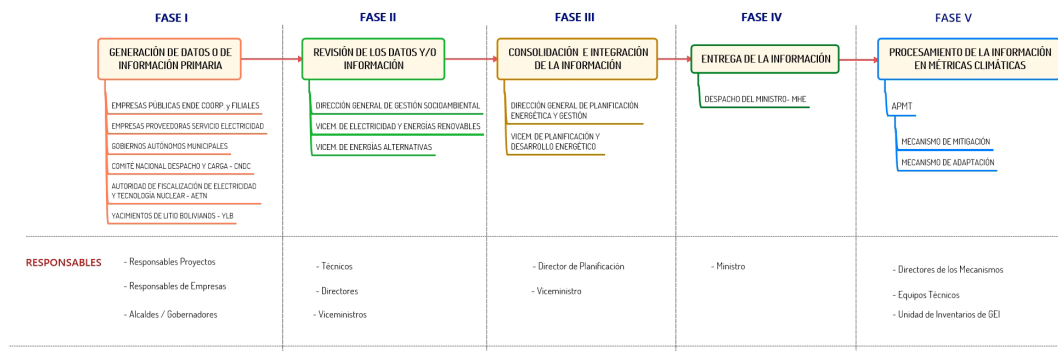 FASE I
FASE II
FASE III
FASE IV
FASE V
GENERACIÓN DE DATOS O DE
INFORMACIÓN PRIMARIA
REVISIÓN DE LOS DATOS Y/O
INFORMACIÓN
CONSOLIDACIÓN E INTEGRACIÓN
DE LA INFORMACIÓN
ENTREGA DE LA INFORMACIÓN
PROCESAMIENTO DE LA INFORMACIÓN
EN MÉTRICAS CLIMÁTICAS
EMPRESAS PÚBLICAS ENDE COORP. y FILIALES
EMPRESAS PROVEEDORAS SERVICIO ELECTRICIDAD
GOBIERNOS AUTÓNOMOS MUNICIPALES
COMITÉ NACIONAL DESPACHO Y CARGA - CNDC
AUTORIDAD DE FISCALIZACIÓN DE ELECTRICIDAD
Y TECNOLOGÍA NUCLEAR - AETN
YACIMIENTOS DE LITIO BOLIVIANOS - YLB
DIRECCIÓN GENERAL DE GESTIÓN SOCIOAMBIENTAL
VICEM. DE ELECTRICIDAD Y ENERGÍAS RENOVABLES
VICEM. DE ENERGÍAS ALTERNATIVAS
DIRECCIÓN GENERAL DE PLANIFICACIÓN
ENERGÉTICA Y GESTIÓN
VICEM. DE PLANIFICACIÓN Y
DESARROLLO ENERGÉTICO
DESPACHO DEL MINISTRO- MHE
APMT
MECANISMO DE MITIGACIÓN
MECANISMO DE ADAPTACIÓN
RESPONSABLES
- Responsables Proyectos
- Responsables de Empresas
- Alcaldes / Gobernadores
- Técnicos
- Directores
- Viceministros
- Director de Planificación
- Viceministro
- Ministro
- Directores de los Mecanismos
- Equipos Técnicos
- Unidad de Inventarios de GEI